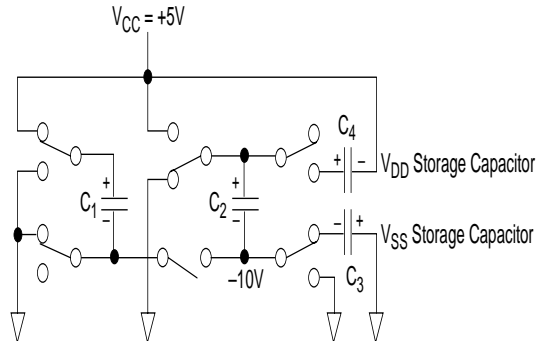 VCC = +5V
C4
+ −
VDD Storage Capacitor
+
C1
−
+
C2
−
− +
VSS Storage Capacitor
−10V
C3